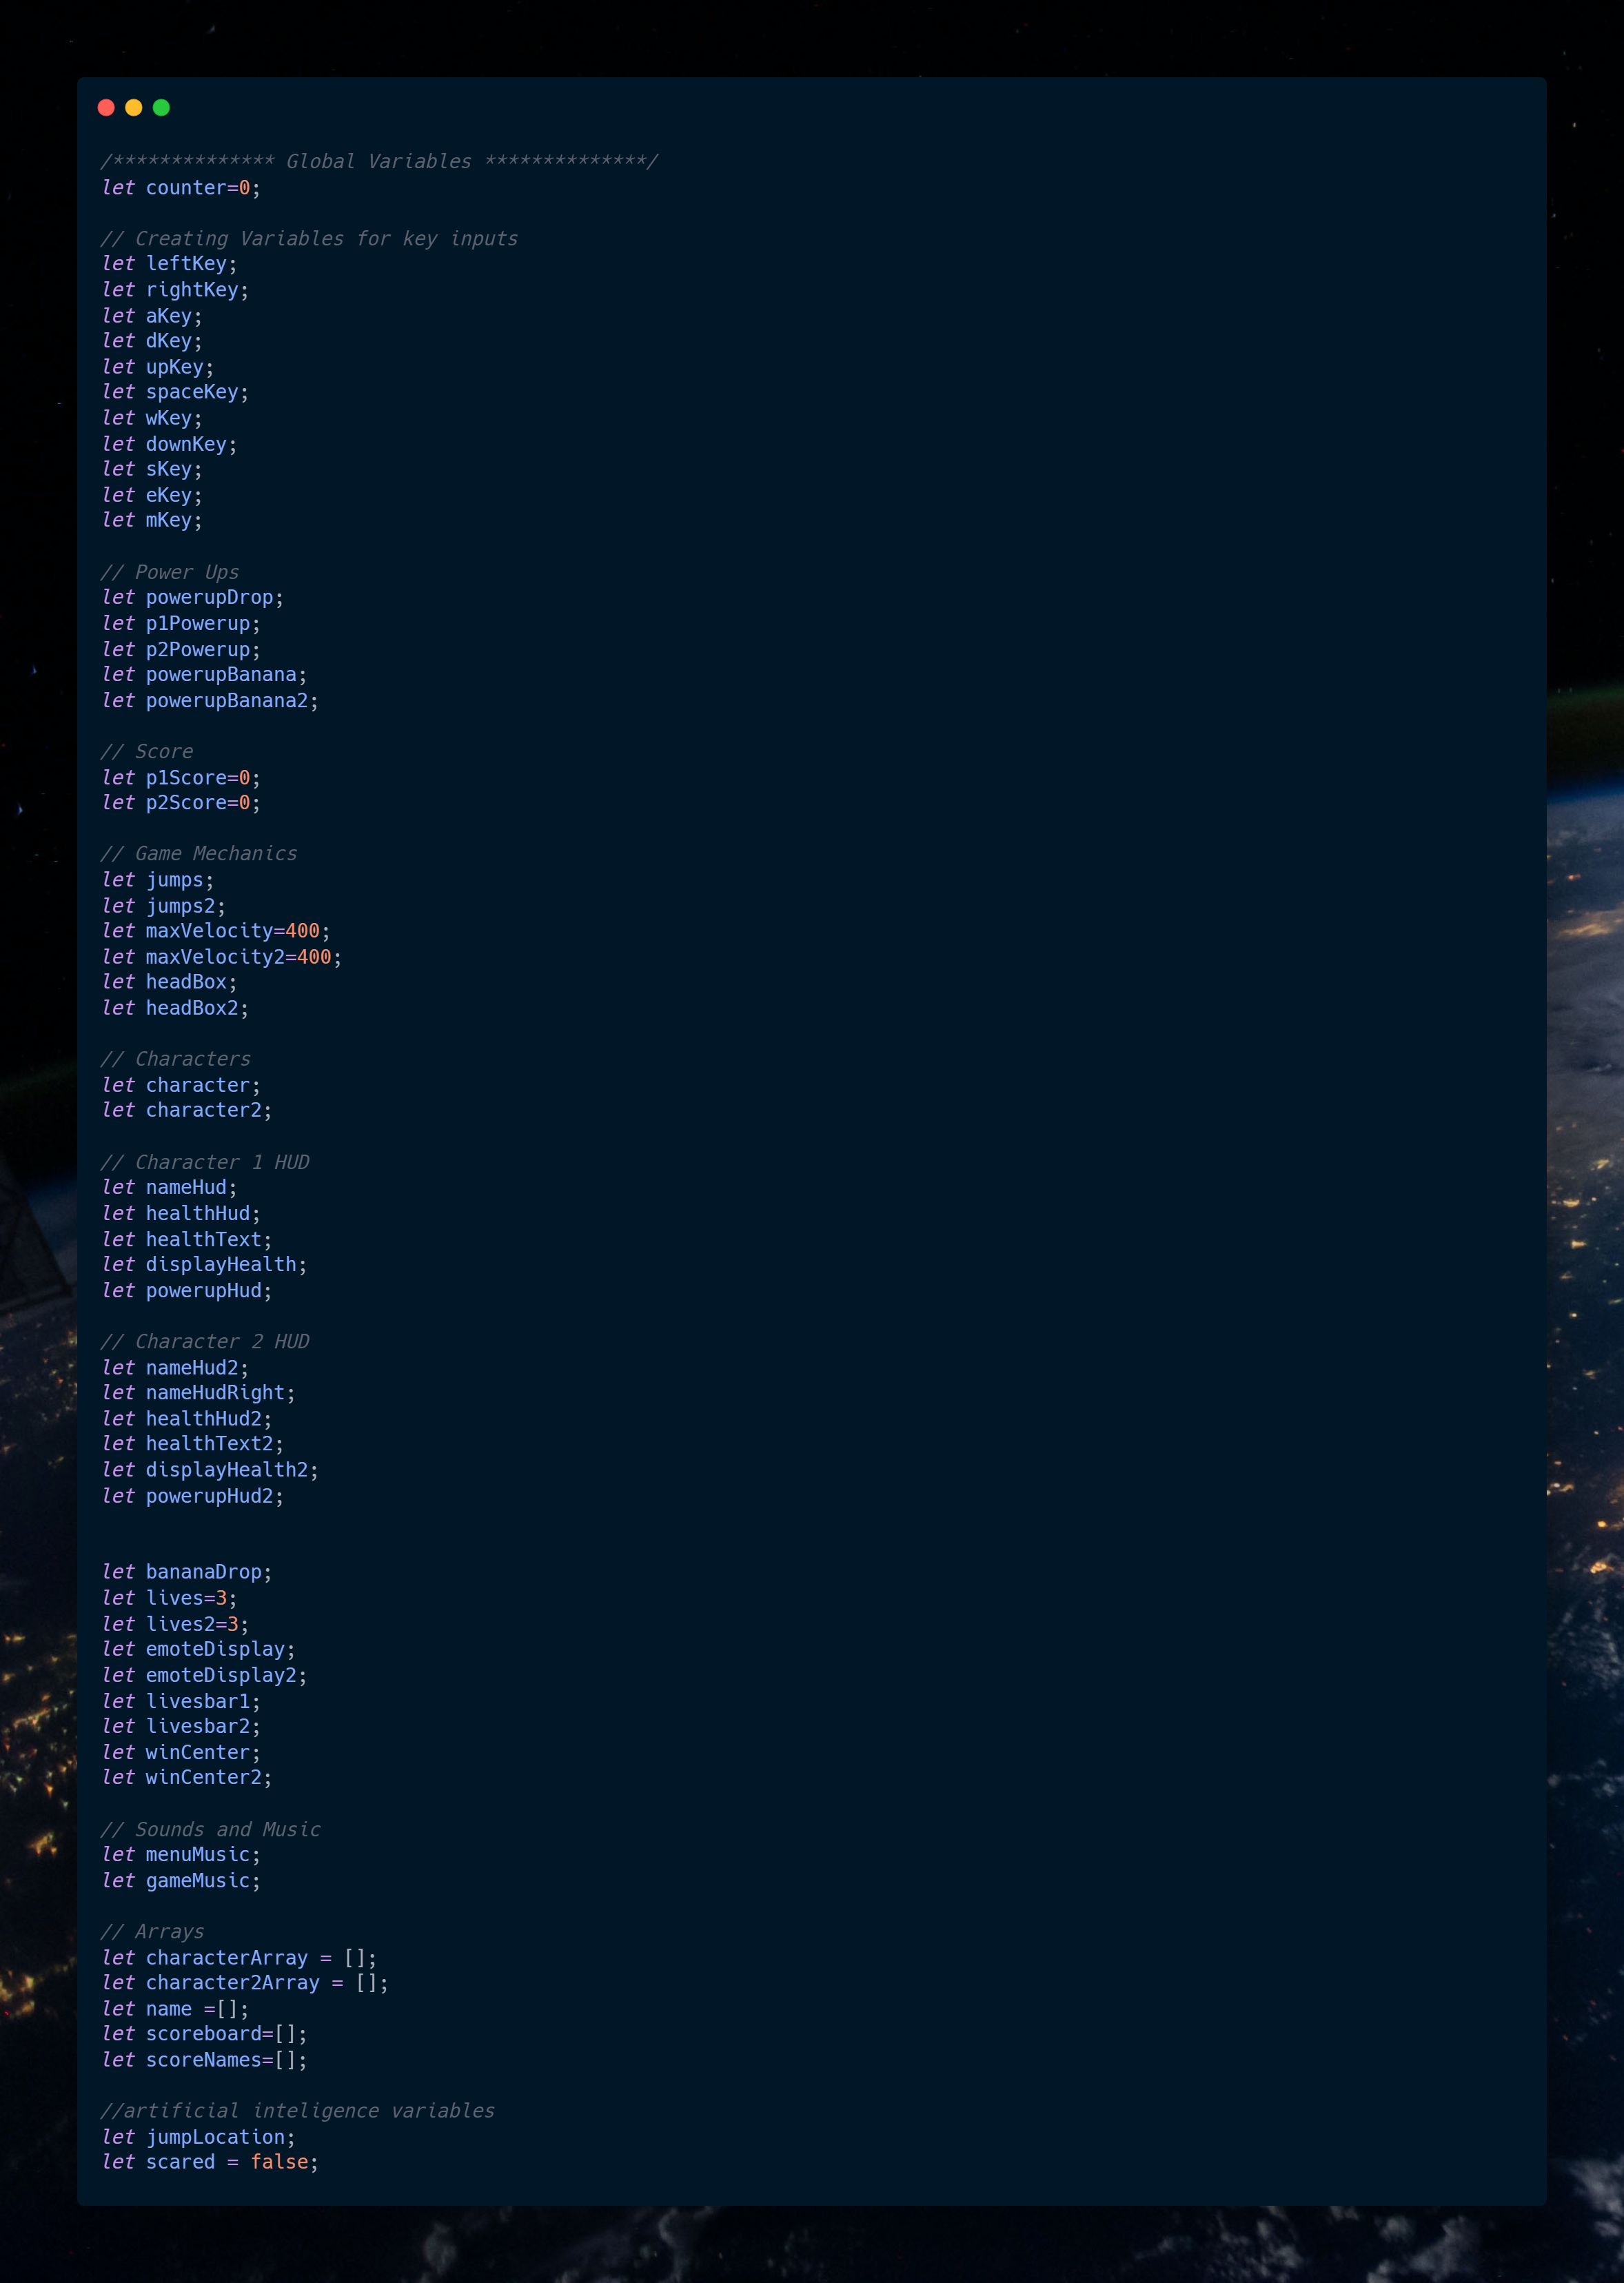 /************** Global Variables **************/
let counter=0;
// Creating Variables for key inputs
let leftKey;
let rightKey;
let aKey;
let dKey;
let upKey;
let spaceKey;
let wKey;
let downKey;
let sKey;
let eKey;
let mKey;
// Power Ups
let powerupDrop;
let p1Powerup;
let p2Powerup;
let powerupBanana;
let powerupBanana2;
// Score
let p1Score=0;
let p2Score=0;
// Game Mechanics
let jumps;
let jumps2;
let maxVelocity=400;
let maxVelocity2=400;
let headBox;
let headBox2;
// Characters
let character;
let character2;
// Character 1 HUD
let nameHud;
let healthHud;
let healthText;
let displayHealth;
let powerupHud;
// Character 2 HUD
let nameHud2;
let nameHudRight;
let healthHud2;
let healthText2;
let displayHealth2;
let powerupHud2;
let bananaDrop;
let lives=3;
let lives2=3;
let emoteDisplay;
let emoteDisplay2;
let livesbar1;
let livesbar2;
let winCenter;
let winCenter2;
// Sounds and Music
let menuMusic;
let gameMusic;
// Arrays
let characterArray = [];
let character2Array = [];
let name =[];
let scoreboard=[];
let scoreNames=[];
//artificial inteligence variables
let jumpLocation;
let scared = false;